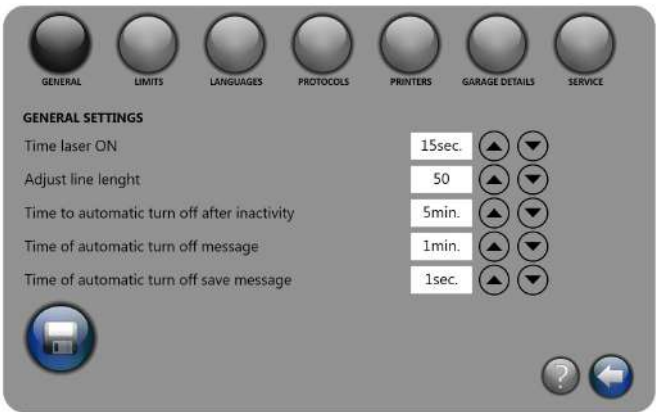 GENERAL LIMITS LANGUAGES PROTOCOLS PRINTERS GARAGE DETAILS SERVICE
GENERAL SETTINGS
Time laser ON 15sec.
Adjust line lenght 50
Time to automatic turn off after inactivity 5min.
Time of automatic turn off message 1min.
Time of automatic turn off save message 1sec.
?